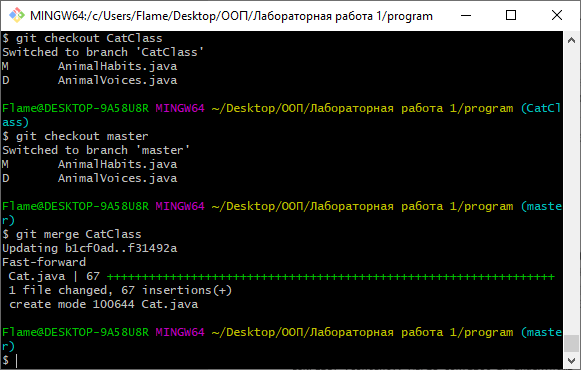 MINGW64:/c/Users/Flame/Desktop/ООП/Лабораторная работа 1/program
$ git checkout CatClass
Switched to branch 'CatClass'
M       AnimalHabits.java
D       AnimalVoices.java
Flame@DESKTOP-9A58U8R MINGW64 ~/Desktop/ООП/Лабораторная работа 1/program (CatCl
ass)
$ git checkout master
Switched to branch 'master'
M       AnimalHabits.java
D       AnimalVoices.java
Flame@DESKTOP-9A58U8R MINGW64 ~/Desktop/ООП/Лабораторная работа 1/program (maste
r)
$ git merge CatClass
Updating b1cf0ad..f31492a
Fast-forward
 Cat.java | 67 +++++++++++++++++++++++++++++++++++++++++++++++++++++++++++++++
 1 file changed, 67 insertions(+)
 create mode 100644 Cat.java
Flame@DESKTOP-9A58U8R MINGW64 ~/Desktop/ООП/Лабораторная работа 1/program (maste
r)
$